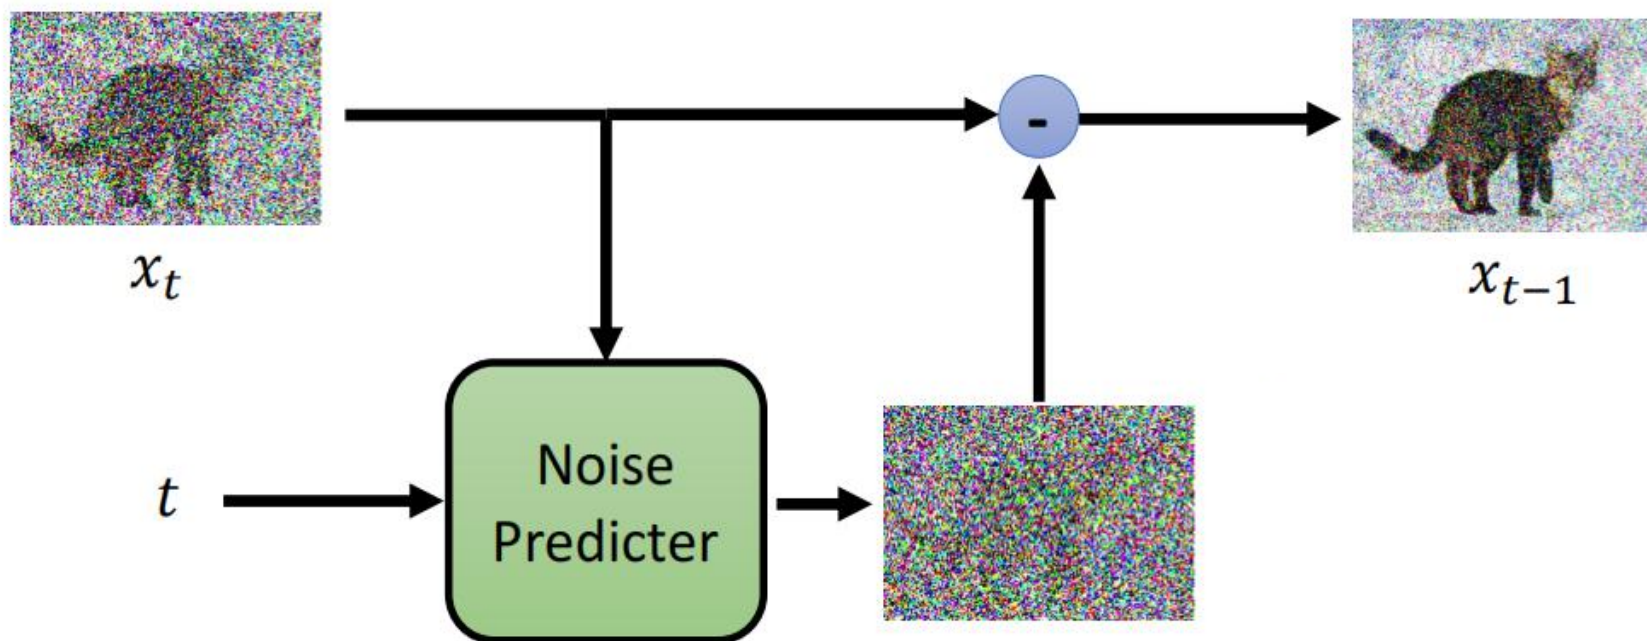 -
x_t
x_{t-1}
t
Noise
Predicter